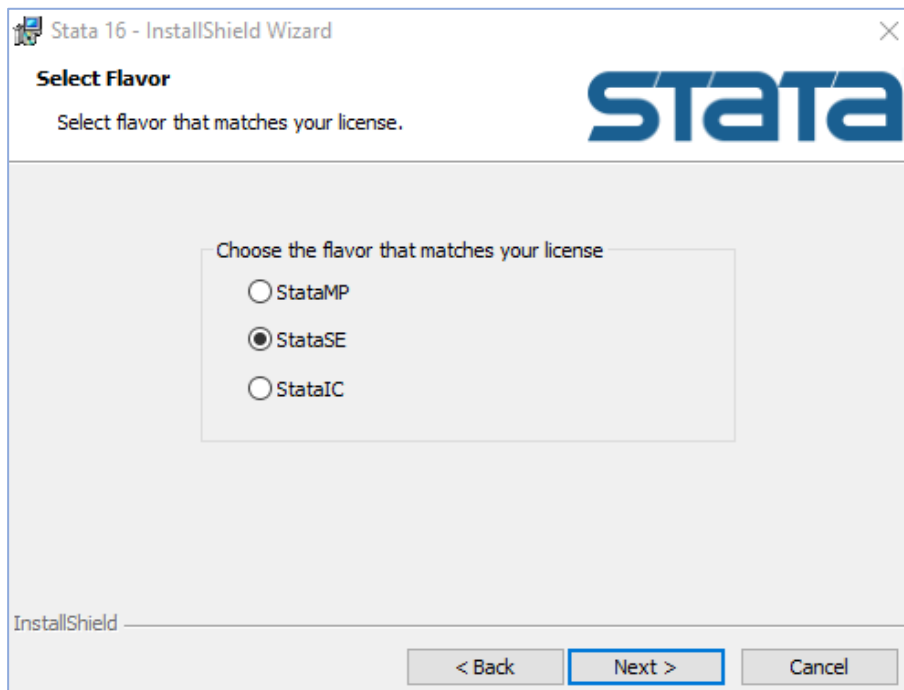 Stata 16 - InstallShield Wizard
Select Flavor
Select flavor that matches your license.
STaTa
Choose the flavor that matches your license
StataMP
StataSE
StataIC
InstallShield
< Back
Next >
Cancel